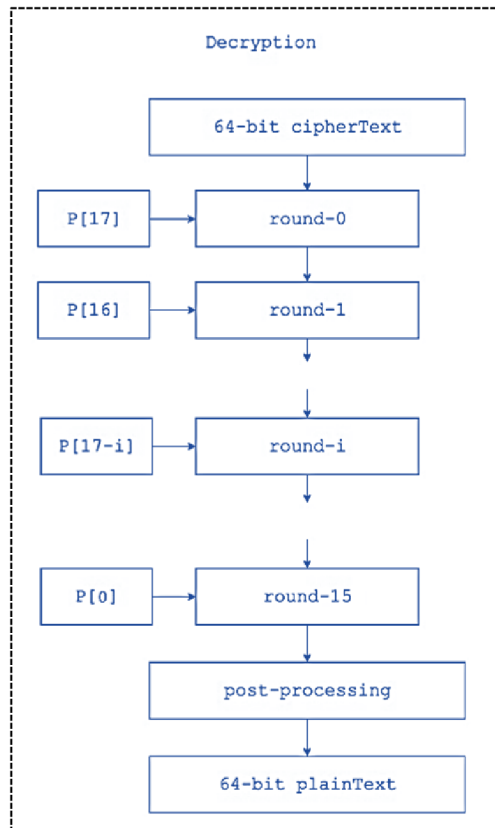 Decryption
64-bit cipherText
P[17]
round-0
P[16]
round-1
P[17-i]
round-i
P[0]
round-15
post-processing
64-bit plainText